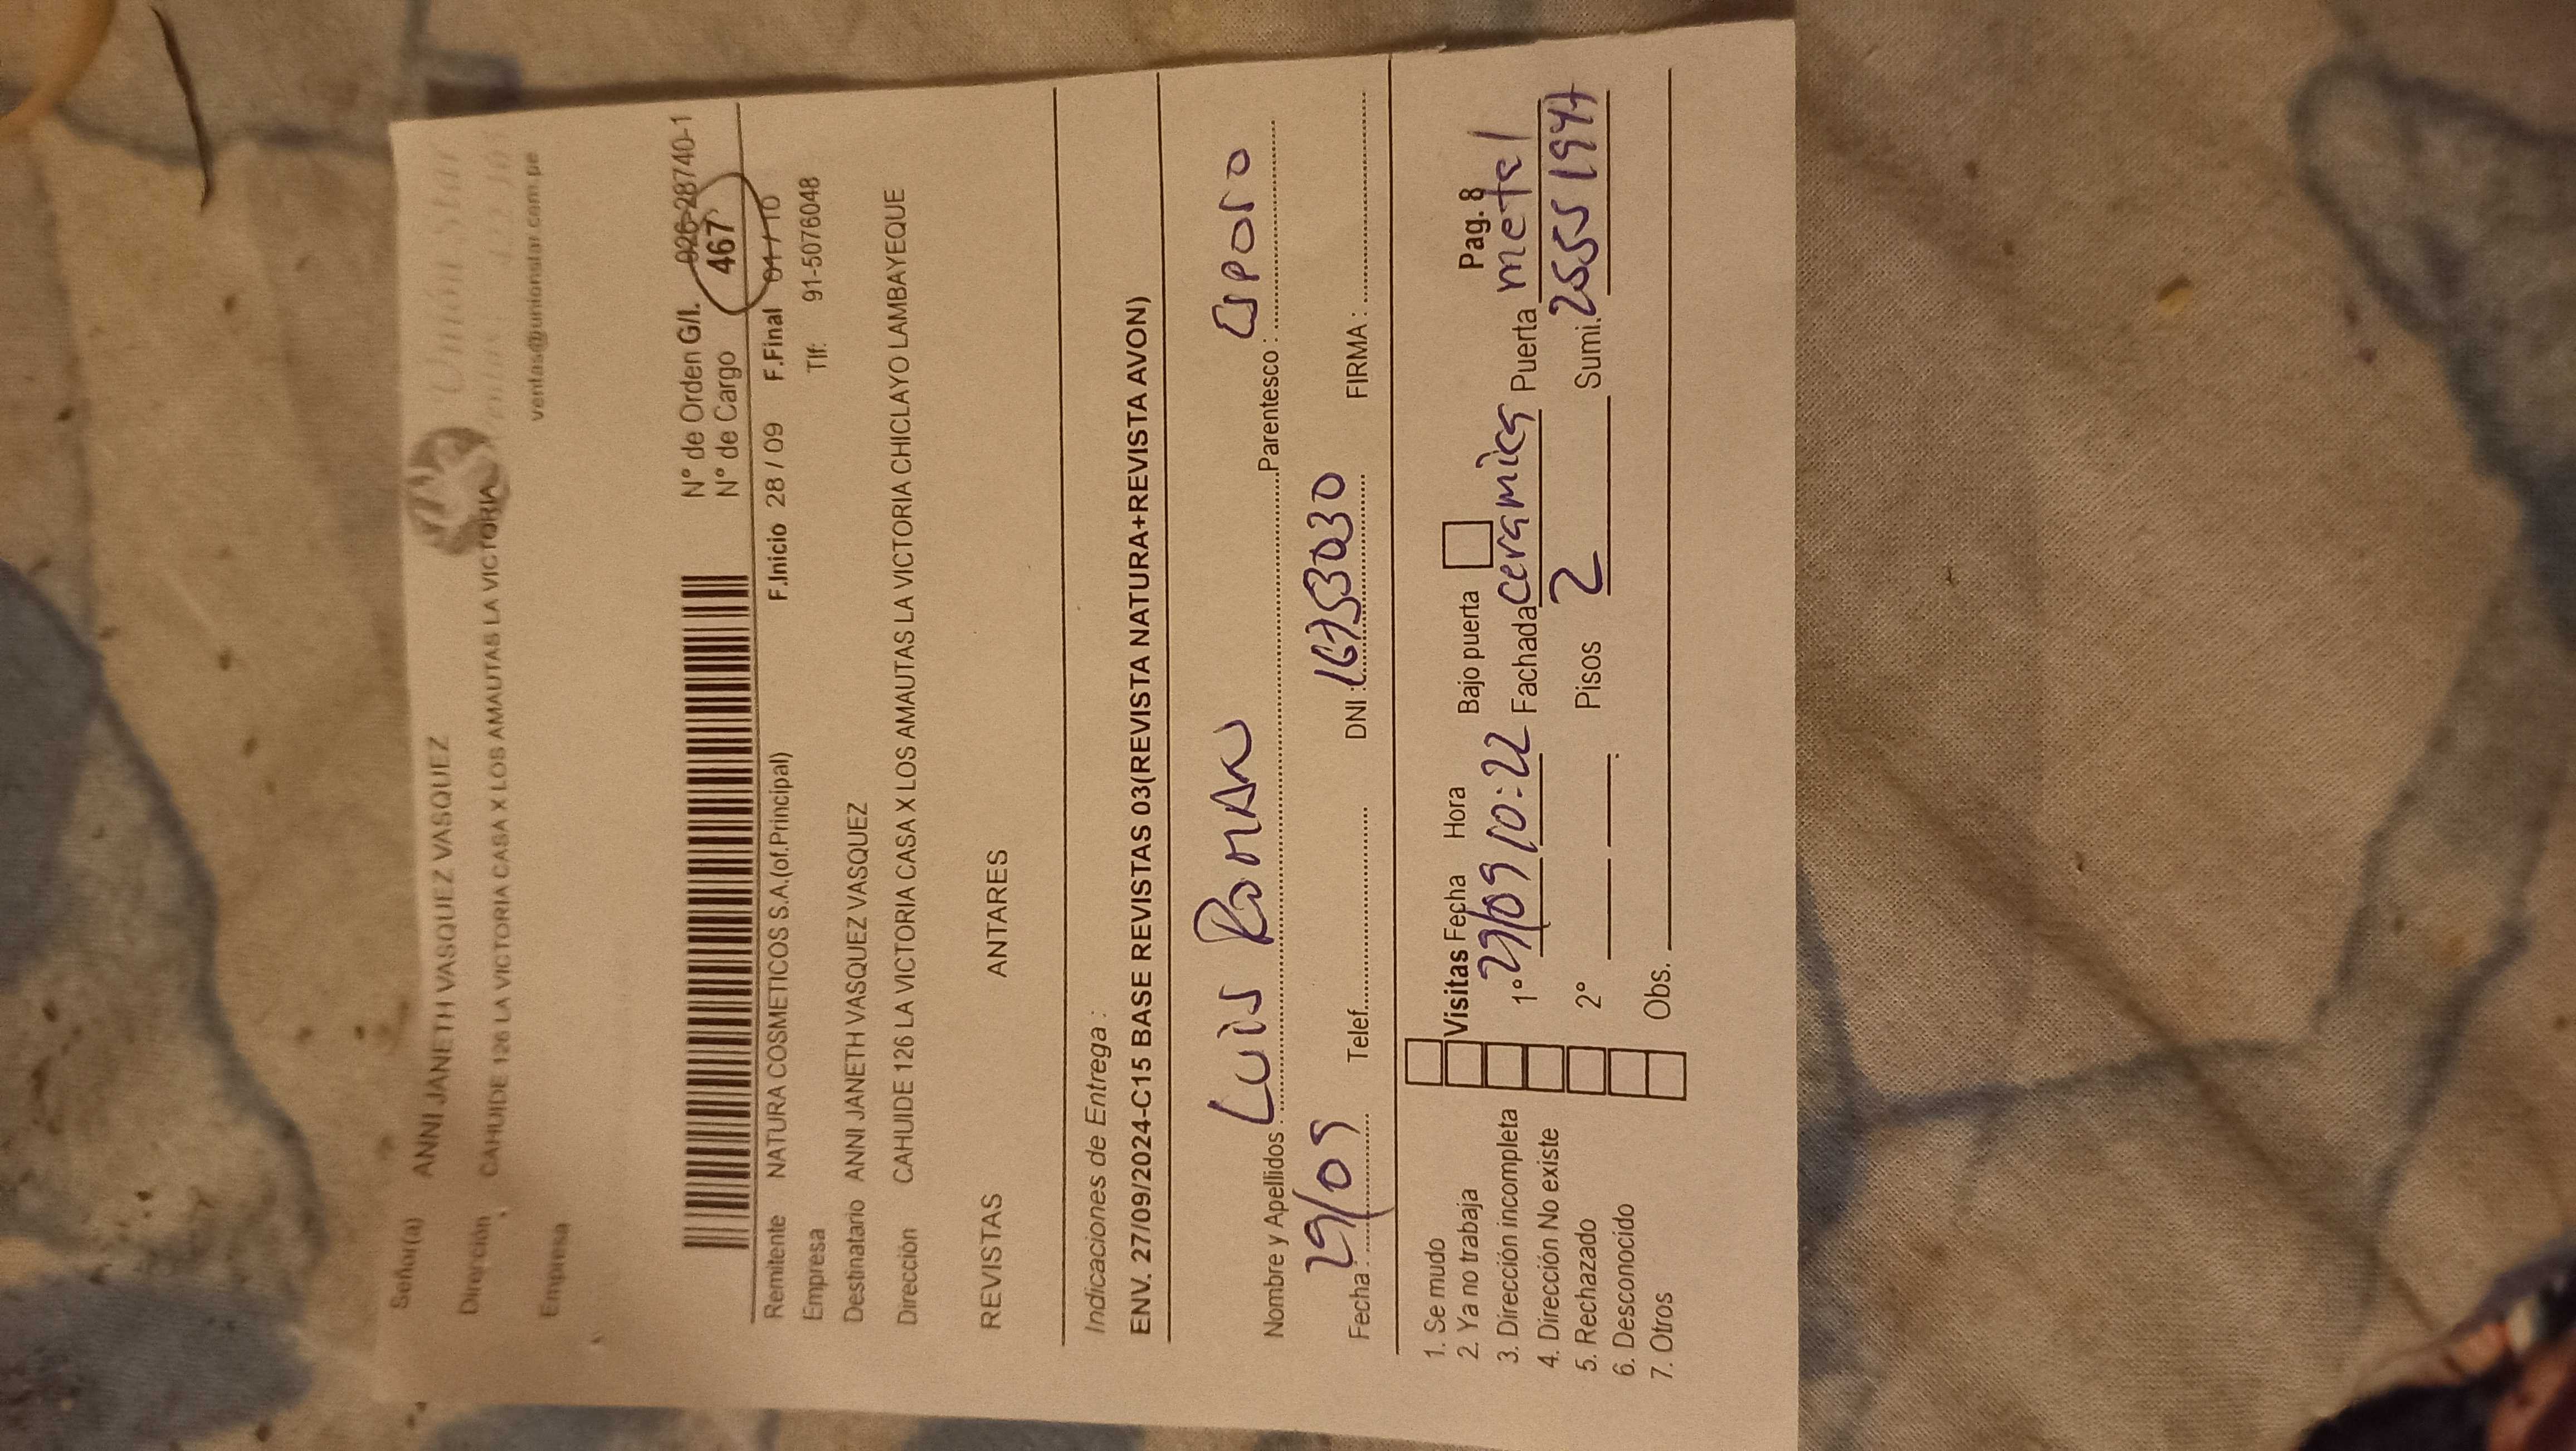 Señor(a) ANNI JANETH VASQUEZ VASQUEZ
Dirección CAHUIDE 126 LA VICTORIA CASA X LOS AMAUTAS LA VICTORIA
Unión Star
ventas@unionstar.com.pe
Empresa
N° de Orden G/I. 026-28740-1
N° de Cargo 467
F.Inicio 28 / 09 F.Final 01 / 10
Remitente NATURA COSMETICOS S.A.(of.Principal)
Empresa Tlf: 91-5076048
Destinatario ANNI JANETH VASQUEZ VASQUEZ
Dirección CAHUIDE 126 LA VICTORIA CASA X LOS AMAUTAS LA VICTORIA CHICLAYO LAMBAYEQUE
REVISTAS ANTARES
Indicaciones de Entrega :
ENV. 27/09/2024-C15 BASE REVISTAS 03(REVISTA NATURA+REVISTA AVON)
Nombre y Apellidos : Luis Roman Parentesco : Esposo
Fecha : 29/09 Telef. DNI : 16753030 FIRMA :
1. Se mudo
2. Ya no trabaja
3. Dirección incompleta
4. Dirección No existe
5. Rechazado
6. Desconocido
7. Otros
Visitas Fecha Hora Bajo puerta Pag. 8
1° 29/09 10:22 Fachada Ceramica Puerta metal
2° Pisos 2 Sumi. 25551947
Obs.